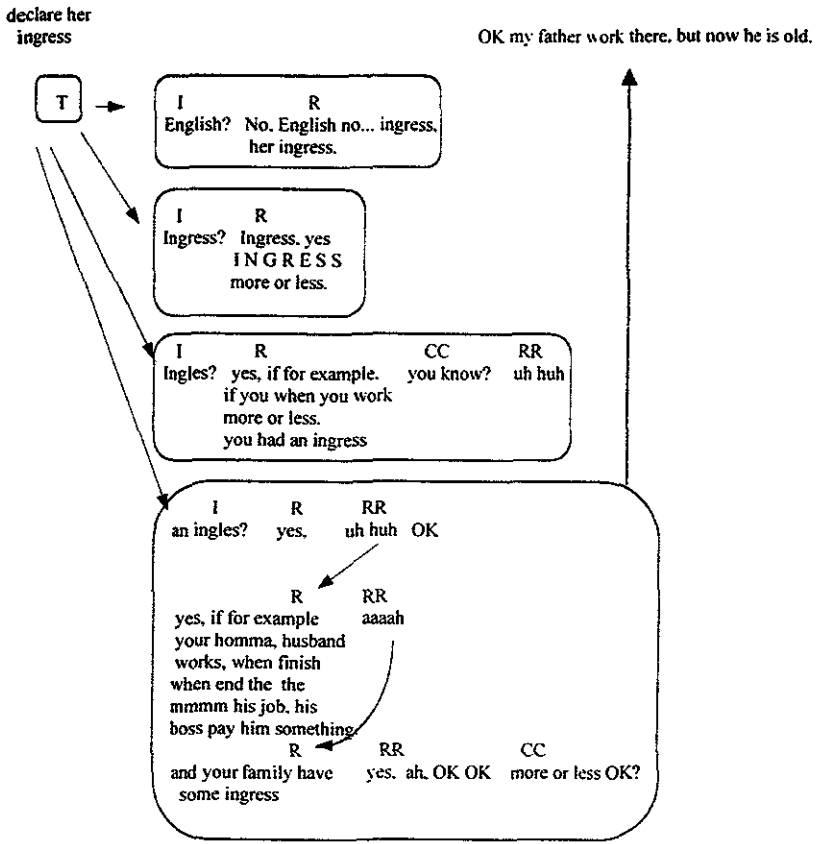 declare her
ingress
OK my father work there, but now he is old.
T
I R
English? No. English no... ingress,
her ingress.
I R
Ingress? Ingress. yes
I N G R E S S
more or less.
I R CC RR
Ingles? yes, if for example. you know? uh huh
if you when you work
more or less.
you had an ingress
I R RR
an ingles? yes, uh huh OK
R RR
yes, if for example aaaah
your homma, husband
works, when finish
when end the the
mmmm his job, his
boss pay him something.
R RR CC
and your family have yes. ah, OK OK more or less OK?
some ingress